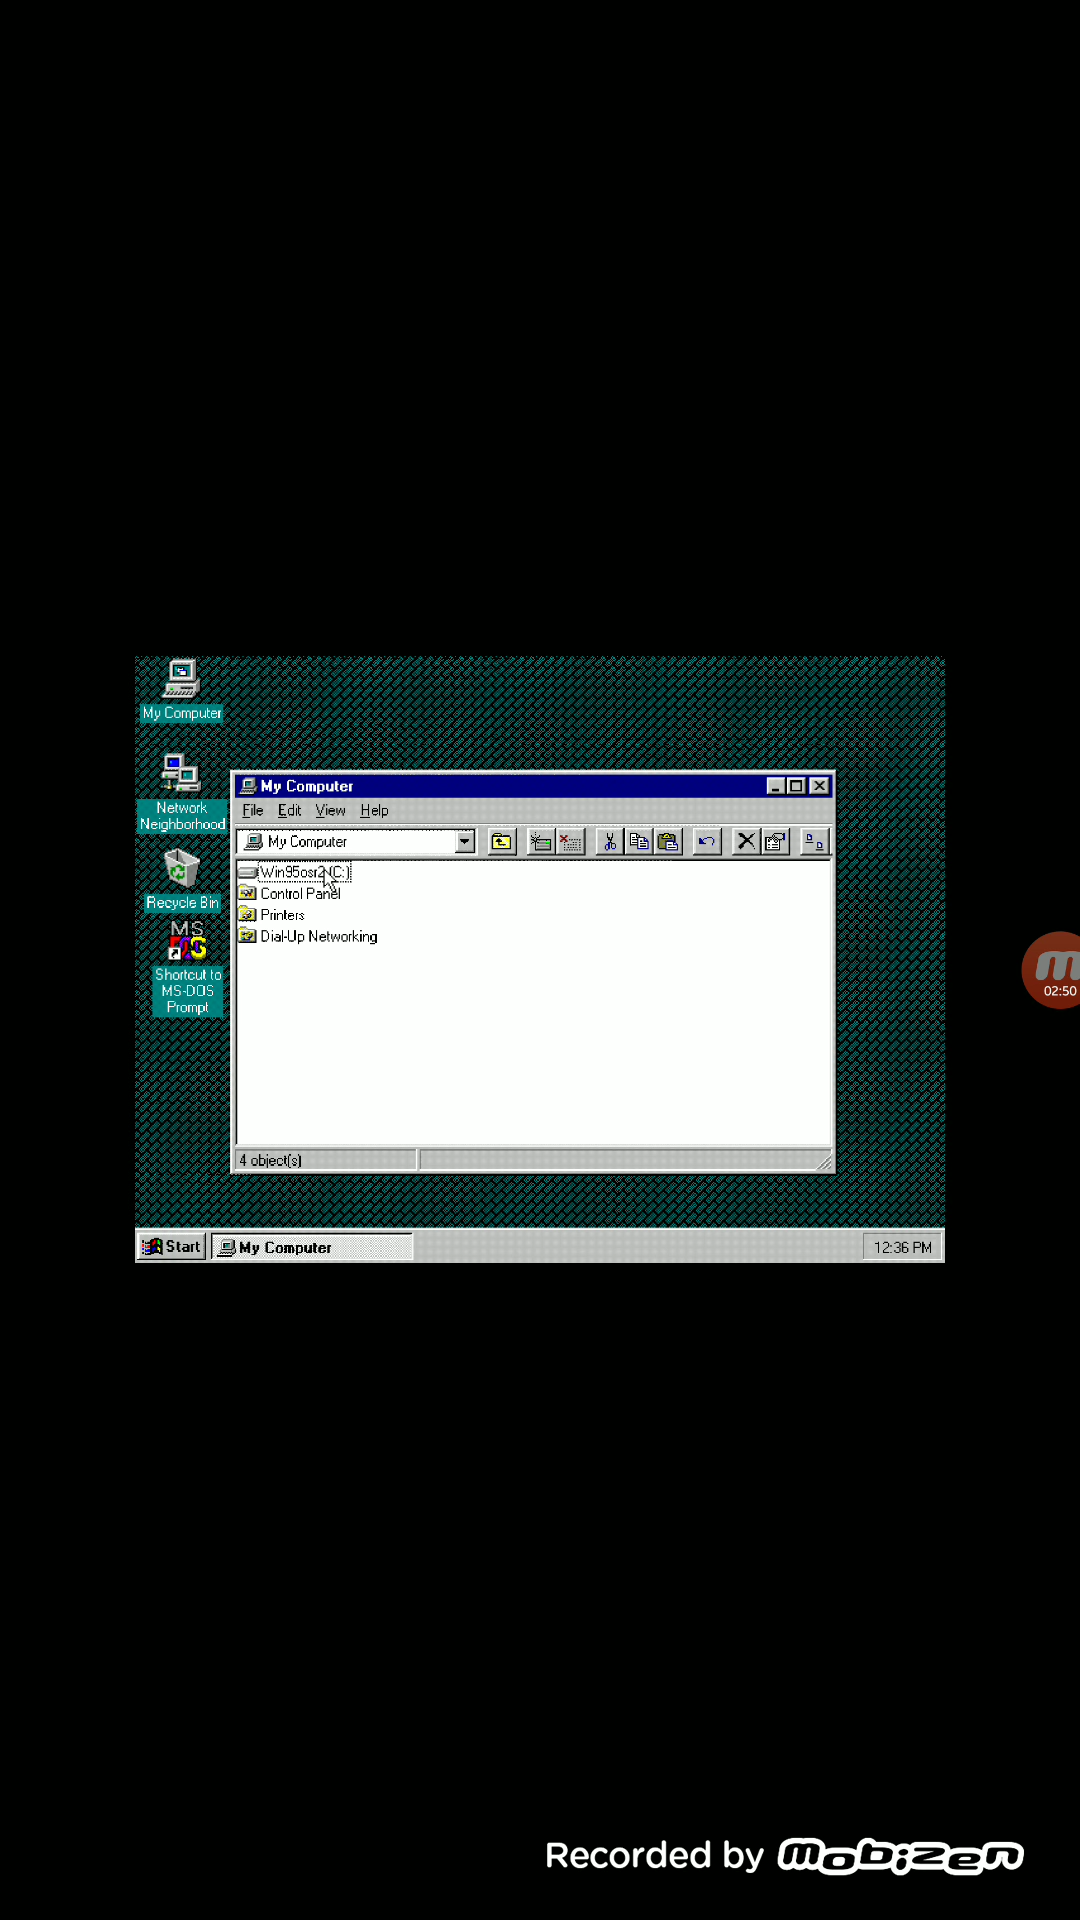 My Computer
Network
Neighborhood
Recycle Bin
MS
DOS
Shortcut to
MS-DOS
Prompt
My Computer
File Edit View Help
My Computer
Win95osr2 (C:)
Control Panel
Printers
Dial-Up Networking
4 object(s)
Start
My Computer
12:36 PM
02:50
Recorded by mobizen